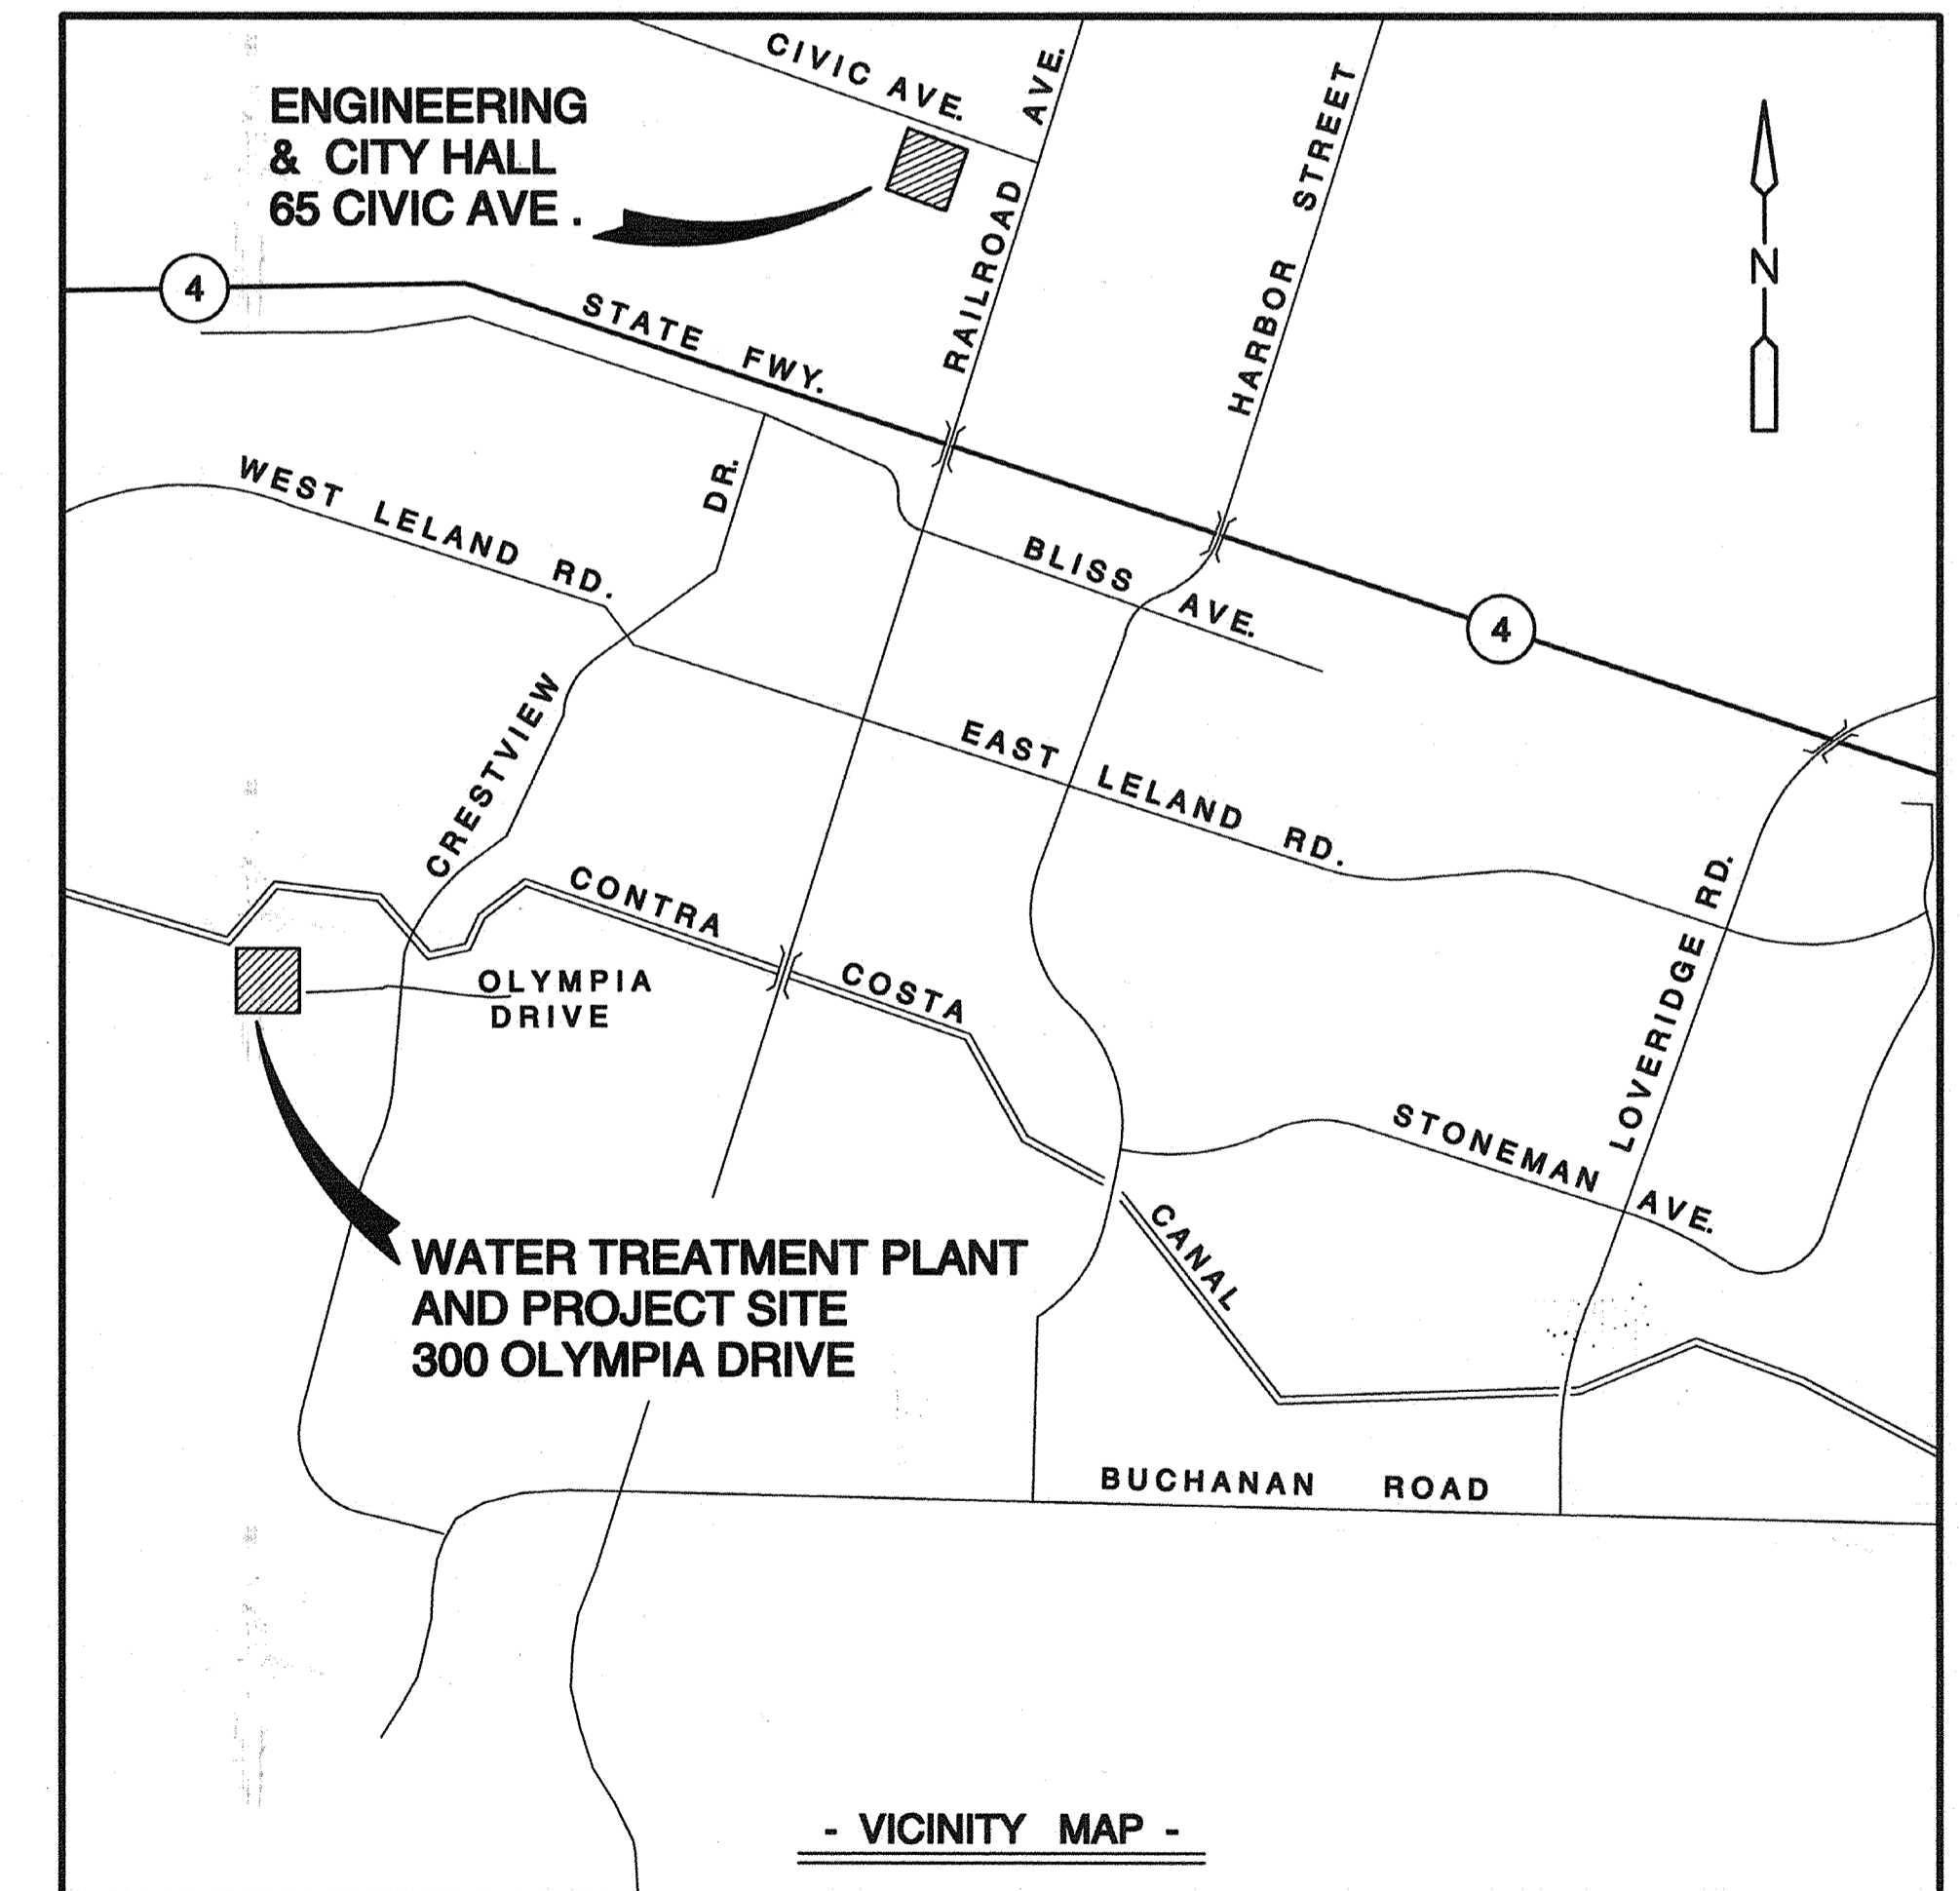 CIVIC AVE.
RAILROAD AVE.
HARBOR STREET
ENGINEERING
& CITY HALL
65 CIVIC AVE .
N
4
STATE FWY.
WEST LELAND RD.
CRESTVIEW DR.
BLISS AVE.
4
EAST LELAND RD.
LOVERIDGE RD.
CONTRA COSTA CANAL
OLYMPIA
DRIVE
STONEMAN AVE.
WATER TREATMENT PLANT
AND PROJECT SITE
300 OLYMPIA DRIVE
BUCHANAN ROAD
- VICINITY MAP -